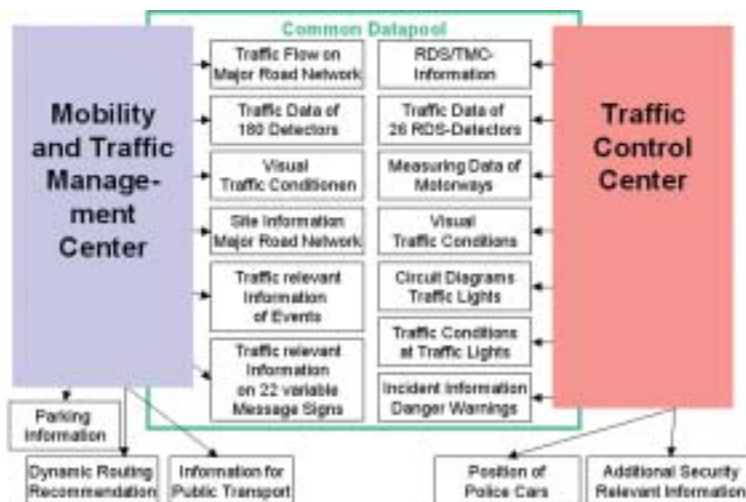 Common Datapool
Mobility
and Traffic
Manage-
ment
Center
Traffic Flow on
Major Road Network
Traffic Data of
180 Detectors
Visual
Traffic Conditionen
Site Information
Major Road Network
Traffic relevant
Information
of Events
Traffic relevant
Information
on 22 variable
Message Signs
RDS/TMC-
Information
Traffic Data of
26 RDS-Detectors
Measuring Data of
Motorways
Visual
Traffic Conditions
Circuit Diagrams
Traffic Lights
Traffic Conditions
at Traffic Lights
Incident Information
Danger Warnings
Traffic
Control
Center
Parking
Information
Dynamic Routing
Recommendation
Information for
Public Transport
Position of
Police Cars
Additional Security
Relevant Information